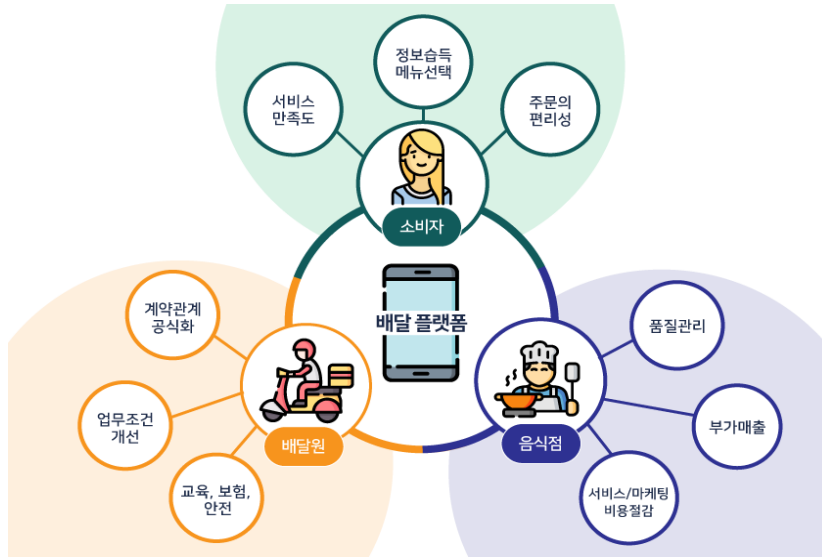 정보습득
메뉴선택
서비스
만족도
주문의
편리성
소비자
배달 플랫폼
계약관계
공식화
업무조건
개선
교육, 보험,
안전
배달원
품질관리
부가매출
서비스/마케팅
비용절감
음식점